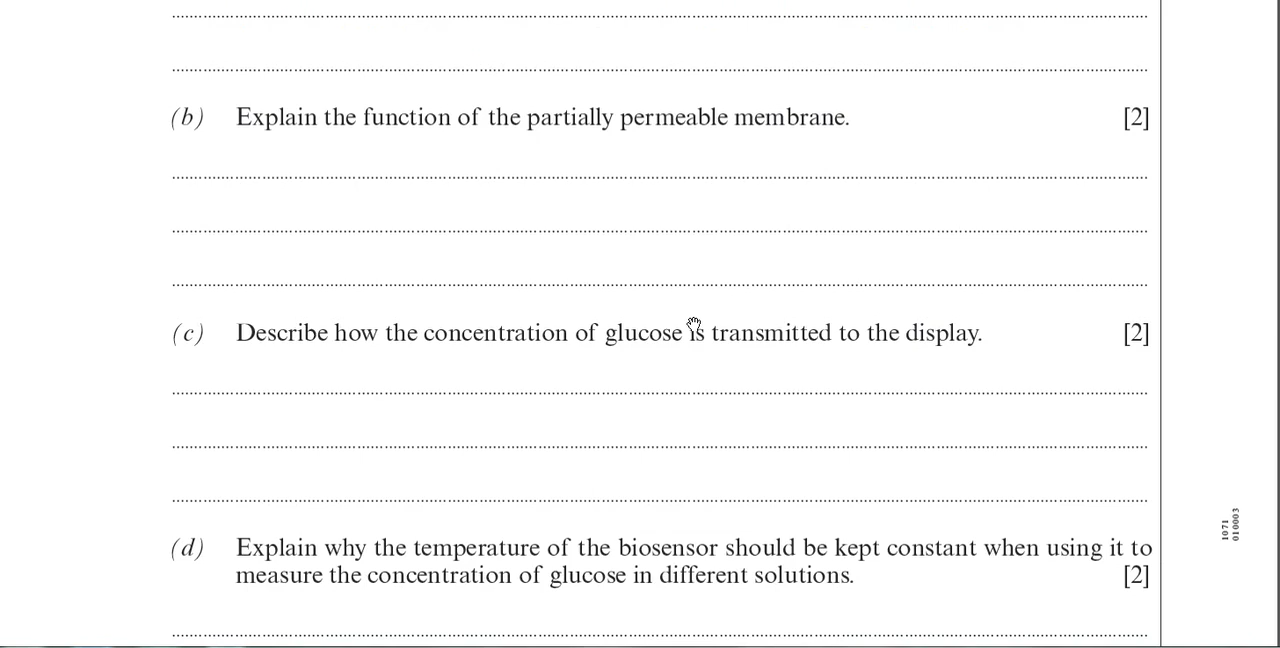 (b) Explain the function of the partially permeable membrane. [2]
(c) Describe how the concentration of glucose is transmitted to the display. [2]
(d) Explain why the temperature of the biosensor should be kept constant when using it to
measure the concentration of glucose in different solutions. [2]
1071
010003